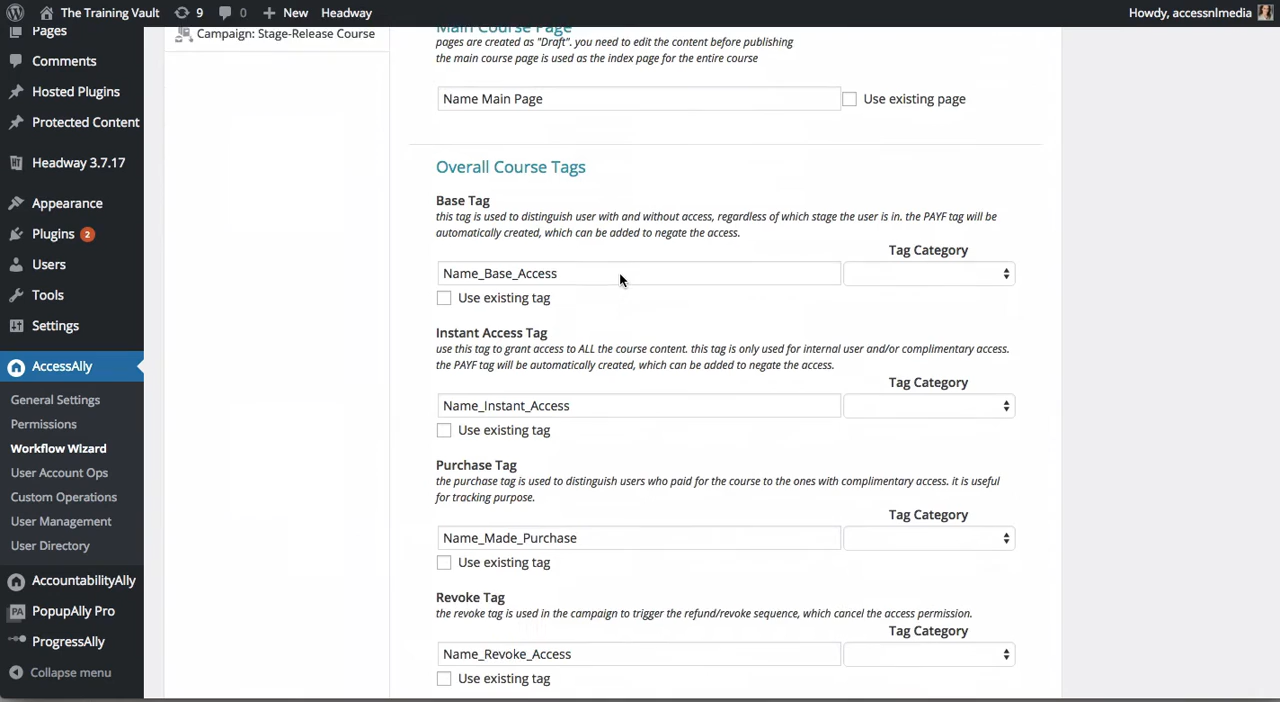 The Training Vault
9
0
New
Headway
Howdy, accessnlmedia
Pages
Comments
Hosted Plugins
Protected Content
Headway 3.7.17
Appearance
Plugins 2
Users
Tools
Settings
AccessAlly
General Settings
Permissions
Workflow Wizard
User Account Ops
Custom Operations
User Management
User Directory
AccountabilityAlly
PA PopupAlly Pro
ProgressAlly
Collapse menu
Campaign: Stage-Release Course
Main Course Page
pages are created as "Draft". you need to edit the content before publishing
the main course page is used as the index page for the entire course
Name Main Page
Use existing page
Overall Course Tags
Base Tag
this tag is used to distinguish user with and without access, regardless of which stage the user is in. the PAYF tag will be
automatically created, which can be added to negate the access.
Tag Category
Name_Base_Access
Use existing tag
Instant Access Tag
use this tag to grant access to ALL the course content. this tag is only used for internal user and/or complimentary access.
the PAYF tag will be automatically created, which can be added to negate the access.
Tag Category
Name_Instant_Access
Use existing tag
Purchase Tag
the purchase tag is used to distinguish users who paid for the course to the ones with complimentary access. it is useful
for tracking purpose.
Tag Category
Name_Made_Purchase
Use existing tag
Revoke Tag
the revoke tag is used in the campaign to trigger the refund/revoke sequence, which cancel the access permission.
Tag Category
Name_Revoke_Access
Use existing tag